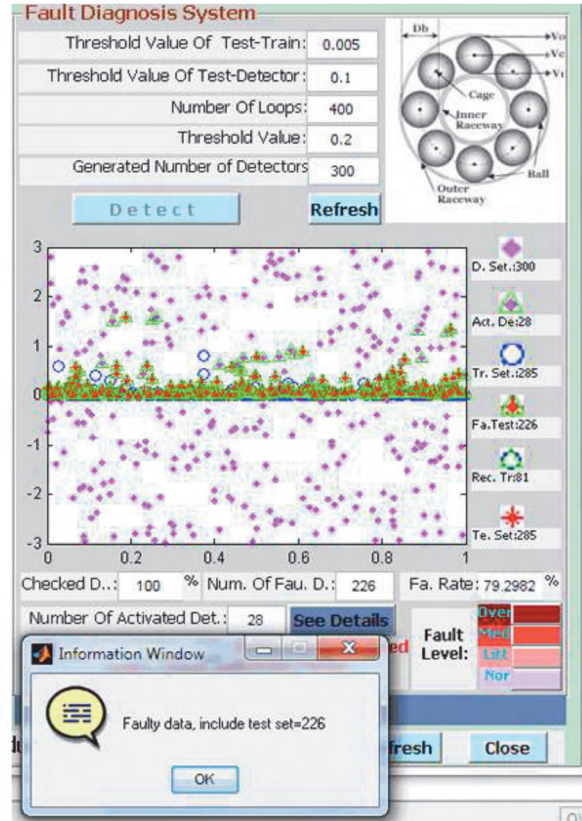 Fault Diagnosis System
Threshold Value Of Test-Train: 0.005
Threshold Value Of Test-Detector: 0.1
Number Of Loops: 400
Threshold Value: 0.2
Generated Number of Detectors 300
Detect Refresh
Db
Vo
Vc
Vi
Cage
Inner Raceway
Ball
Outer Raceway
3
2
1
0
-1
-2
-3
0 0.2 0.4 0.6 0.8 1
D. Set.:300
Act. De:28
Tr. Set.:285
Fa.Test:226
Rec. Tr:81
Te. Set:285
Checked D..: 100 % Num. Of Fau. D.: 226 Fa. Rate: 79.2982 %
Number Of Activated Det.: 28 See Details
ed
Fault Level:
Over
Med
Litt
Nor
Information Window
Faulty data, include test set=226
OK
fresh Close